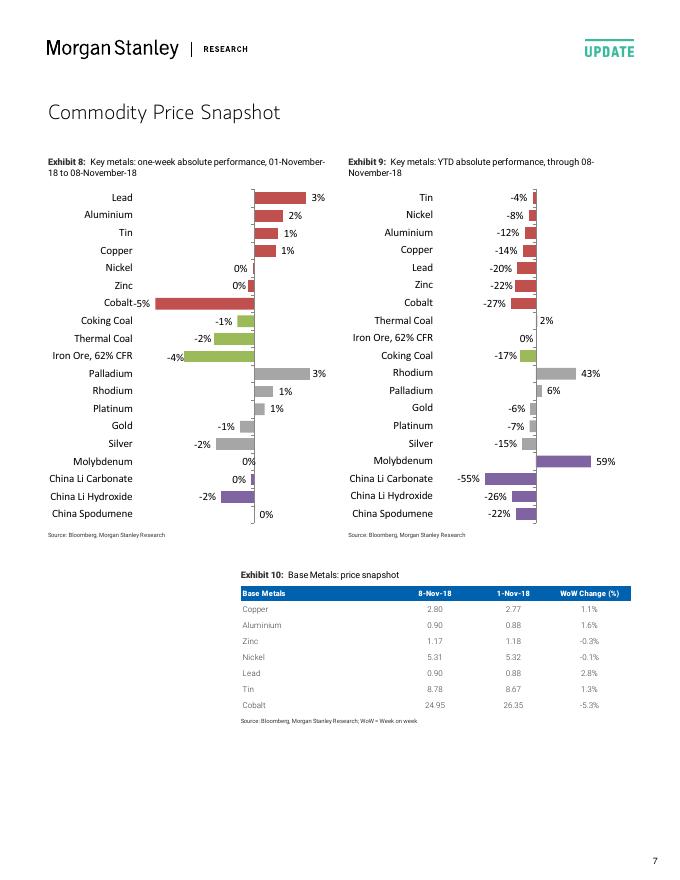 Morgan Stanley | RESEARCH
UPDATE
Commodity Price Snapshot
Exhibit 8: Key metals: one-week absolute performance, 01-November-
18 to 08-November-18
Lead 3%
Aluminium 2%
Tin 1%
Copper 1%
Nickel 0%
Zinc 0%
Cobalt -5%
Coking Coal -1%
Thermal Coal -2%
Iron Ore, 62% CFR -4%
Palladium 3%
Rhodium 1%
Platinum 1%
Gold -1%
Silver -2%
Molybdenum 0%
China Li Carbonate 0%
China Li Hydroxide -2%
China Spodumene 0%
Source: Bloomberg, Morgan Stanley Research
Exhibit 9: Key metals: YTD absolute performance, through 08-
November-18
Tin -4%
Nickel -8%
Aluminium -12%
Copper -14%
Lead -20%
Zinc -22%
Cobalt -27%
Thermal Coal 2%
Iron Ore, 62% CFR 0%
Coking Coal -17%
Rhodium 43%
Palladium 6%
Gold -6%
Platinum -7%
Silver -15%
Molybdenum 59%
China Li Carbonate -55%
China Li Hydroxide -26%
China Spodumene -22%
Source: Bloomberg, Morgan Stanley Research
Exhibit 10: Base Metals: price snapshot
Base Metals 8-Nov-18 1-Nov-18 WoW Change (%)
Copper 2.80 2.77 1.1%
Aluminium 0.90 0.88 1.6%
Zinc 1.17 1.18 -0.3%
Nickel 5.31 5.32 -0.1%
Lead 0.90 0.88 2.8%
Tin 8.78 8.67 1.3%
Cobalt 24.95 26.35 -5.3%
Source: Bloomberg, Morgan Stanley Research; WoW = Week on week
7